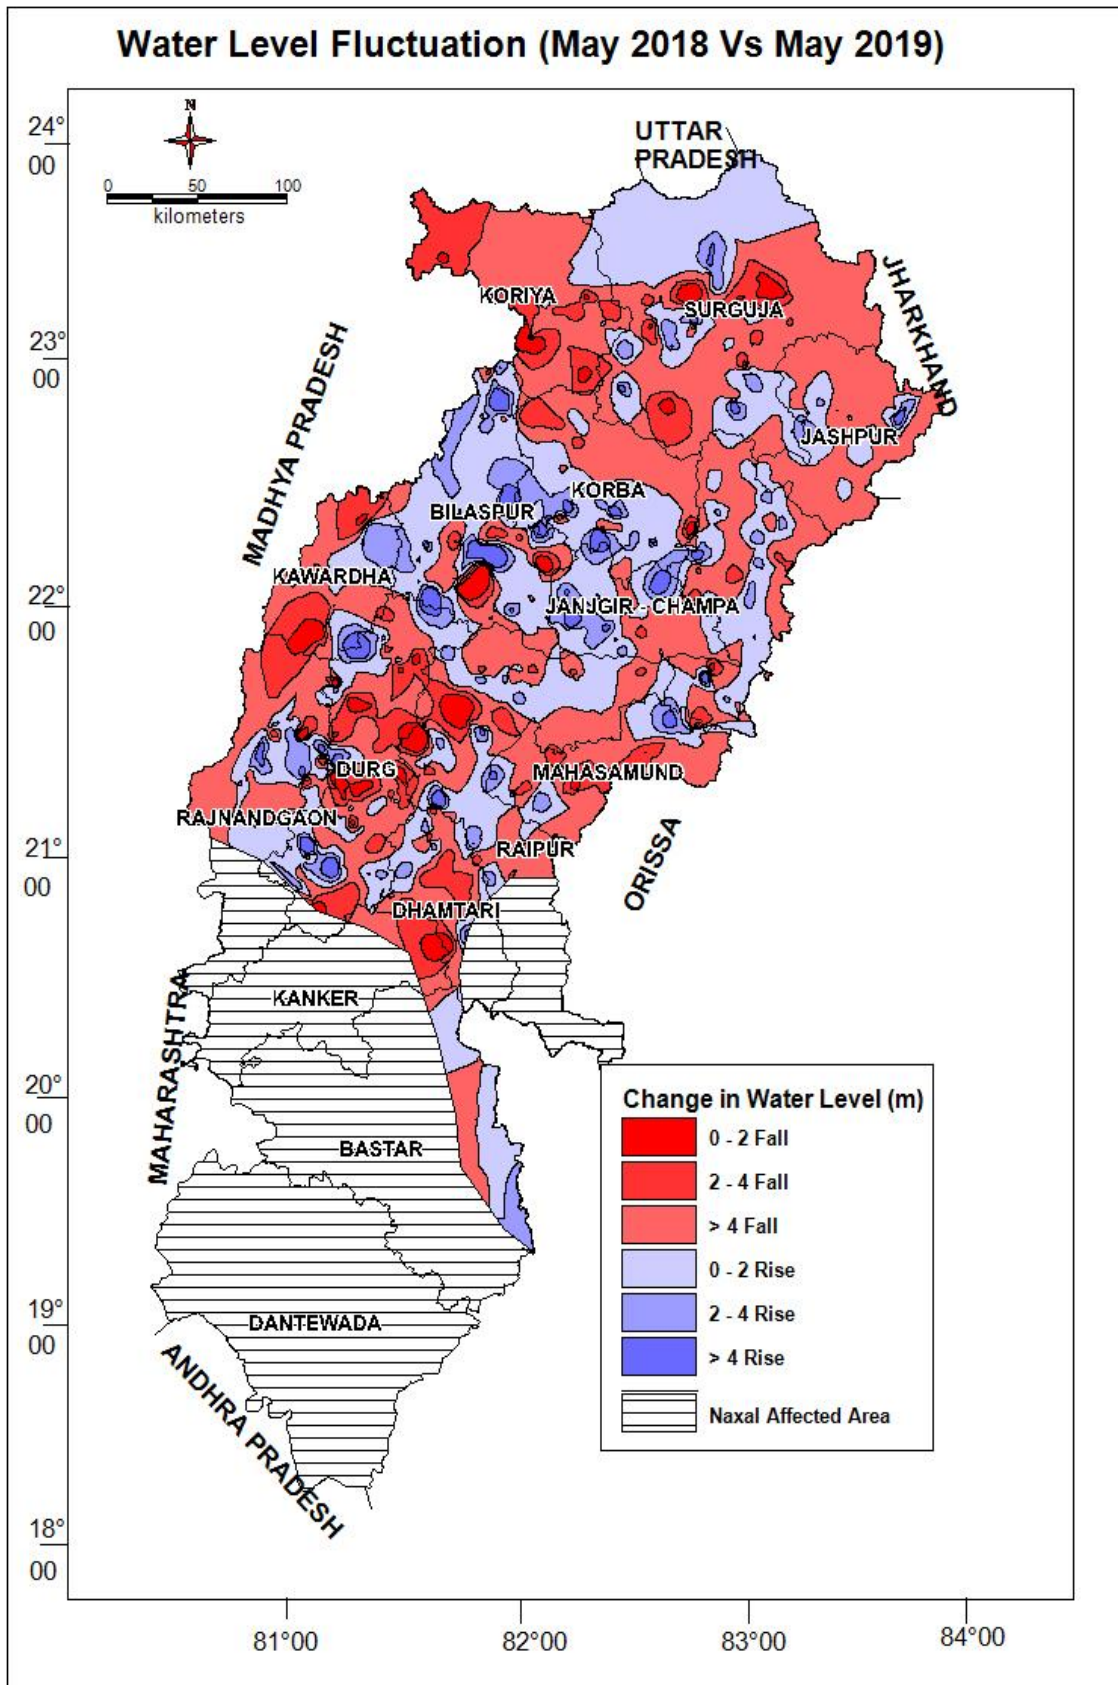 Water Level Fluctuation (May 2018 Vs May 2019)
N
0 50 100
kilometers
24°
00
23°
00
22°
00
21°
00
20°
00
19°
00
18°
00
UTTAR
PRADESH
JHARKHAND
MADHYA PRADESH
ORISSA
MAHARASHTRA
ANDHRA PRADESH
KORIYA
SURGUJA
JASHPUR
KORBA
BILASPUR
KAWARDHA
JANJGIR - CHAMPA
DURG
MAHASAMUND
RAJNANDGAON
RAIPUR
DHAMTARI
KANKER
BASTAR
DANTEWADA
Change in Water Level (m)
0 - 2 Fall
2 - 4 Fall
> 4 Fall
0 - 2 Rise
2 - 4 Rise
> 4 Rise
Naxal Affected Area
81°00 82°00 83°00 84°00